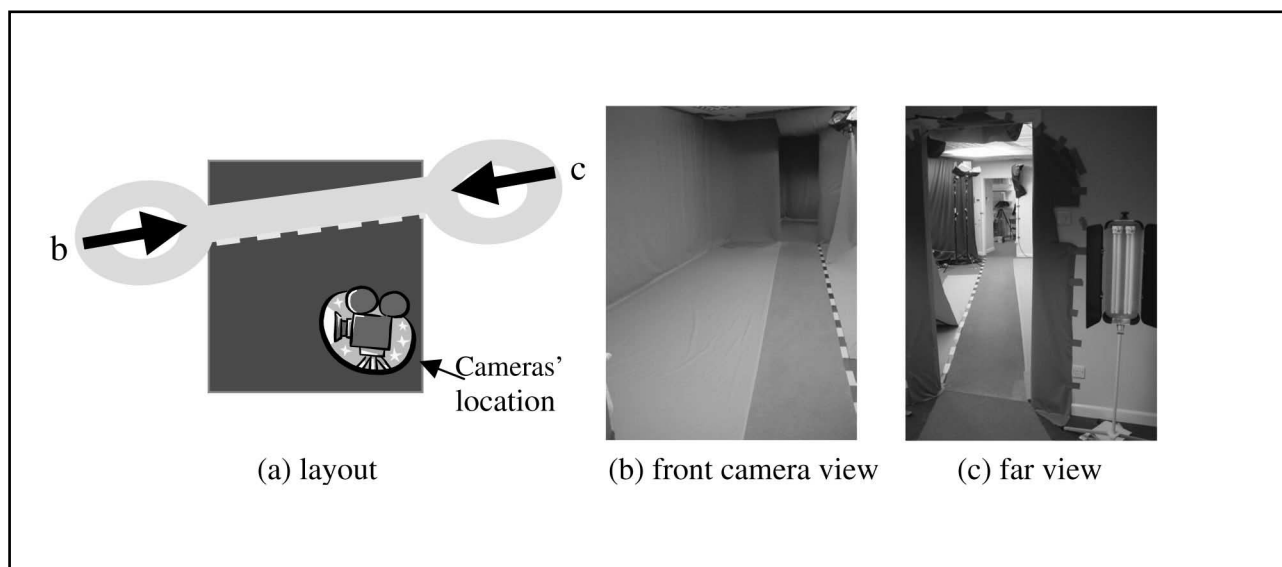 b
c
Cameras’
location
(a) layout
(b) front camera view
(c) far view